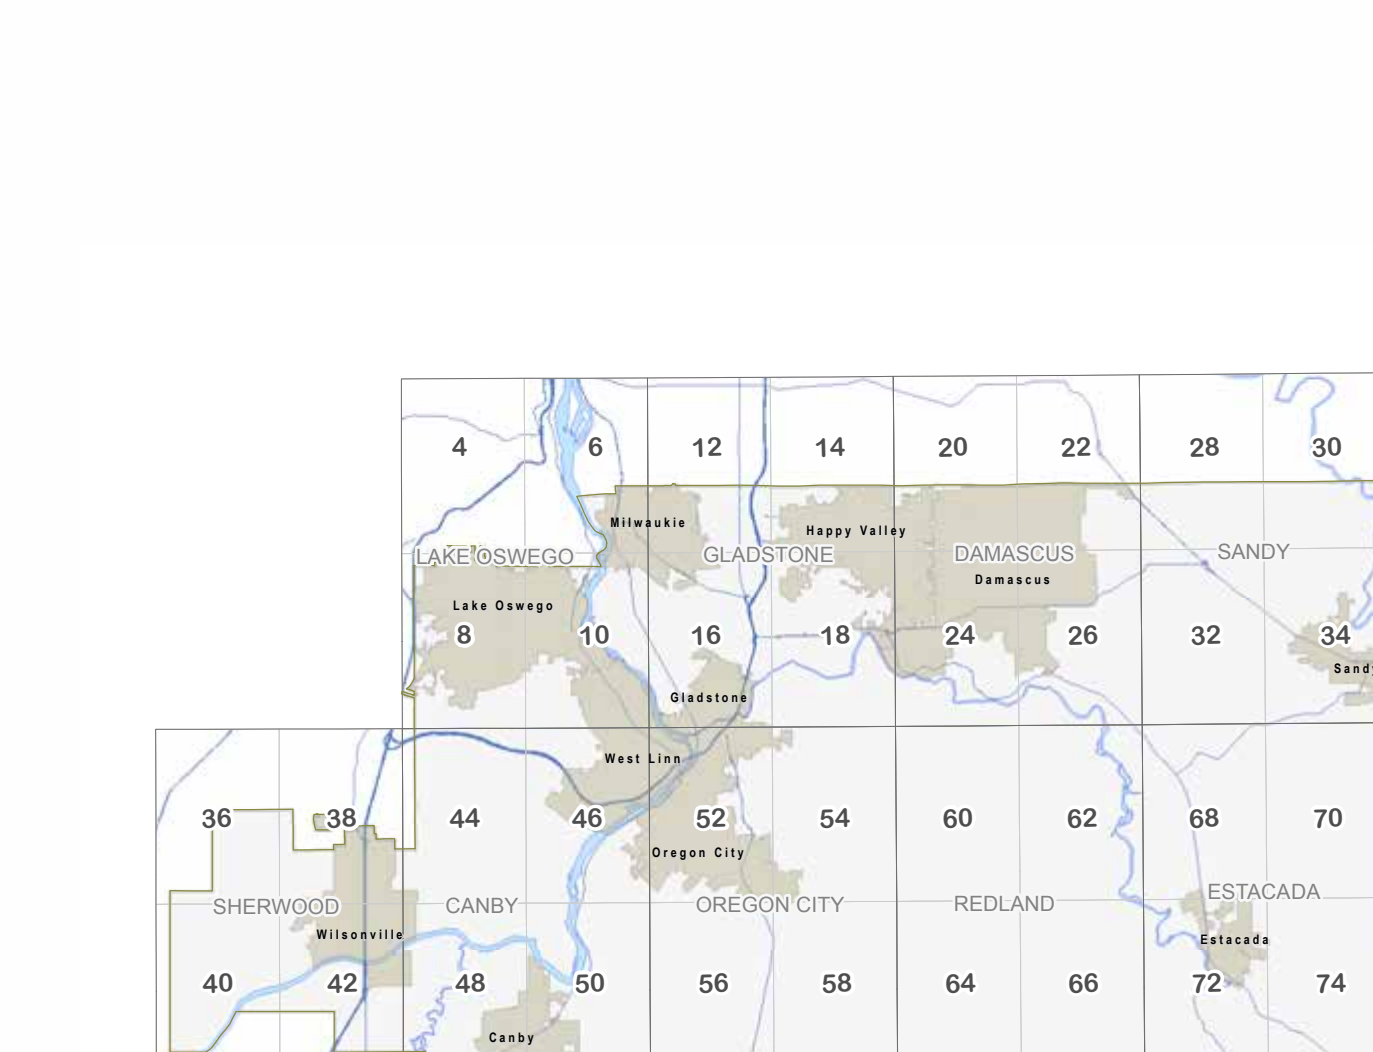 4 6 12 14 20 22 28 30
Milwaukie
Happy Valley
LAKE OSWEGO GLADSTONE DAMASCUS SANDY
Damascus
Lake Oswego
8 10 16 18 24 26 32 34
Sandy
Gladstone
West Linn
36 38 44 46 52 54 60 62 68 70
Oregon City
SHERWOOD CANBY OREGON CITY REDLAND ESTACADA
Wilsonville
Estacada
40 42 48 50 56 58 64 66 72 74
Canby